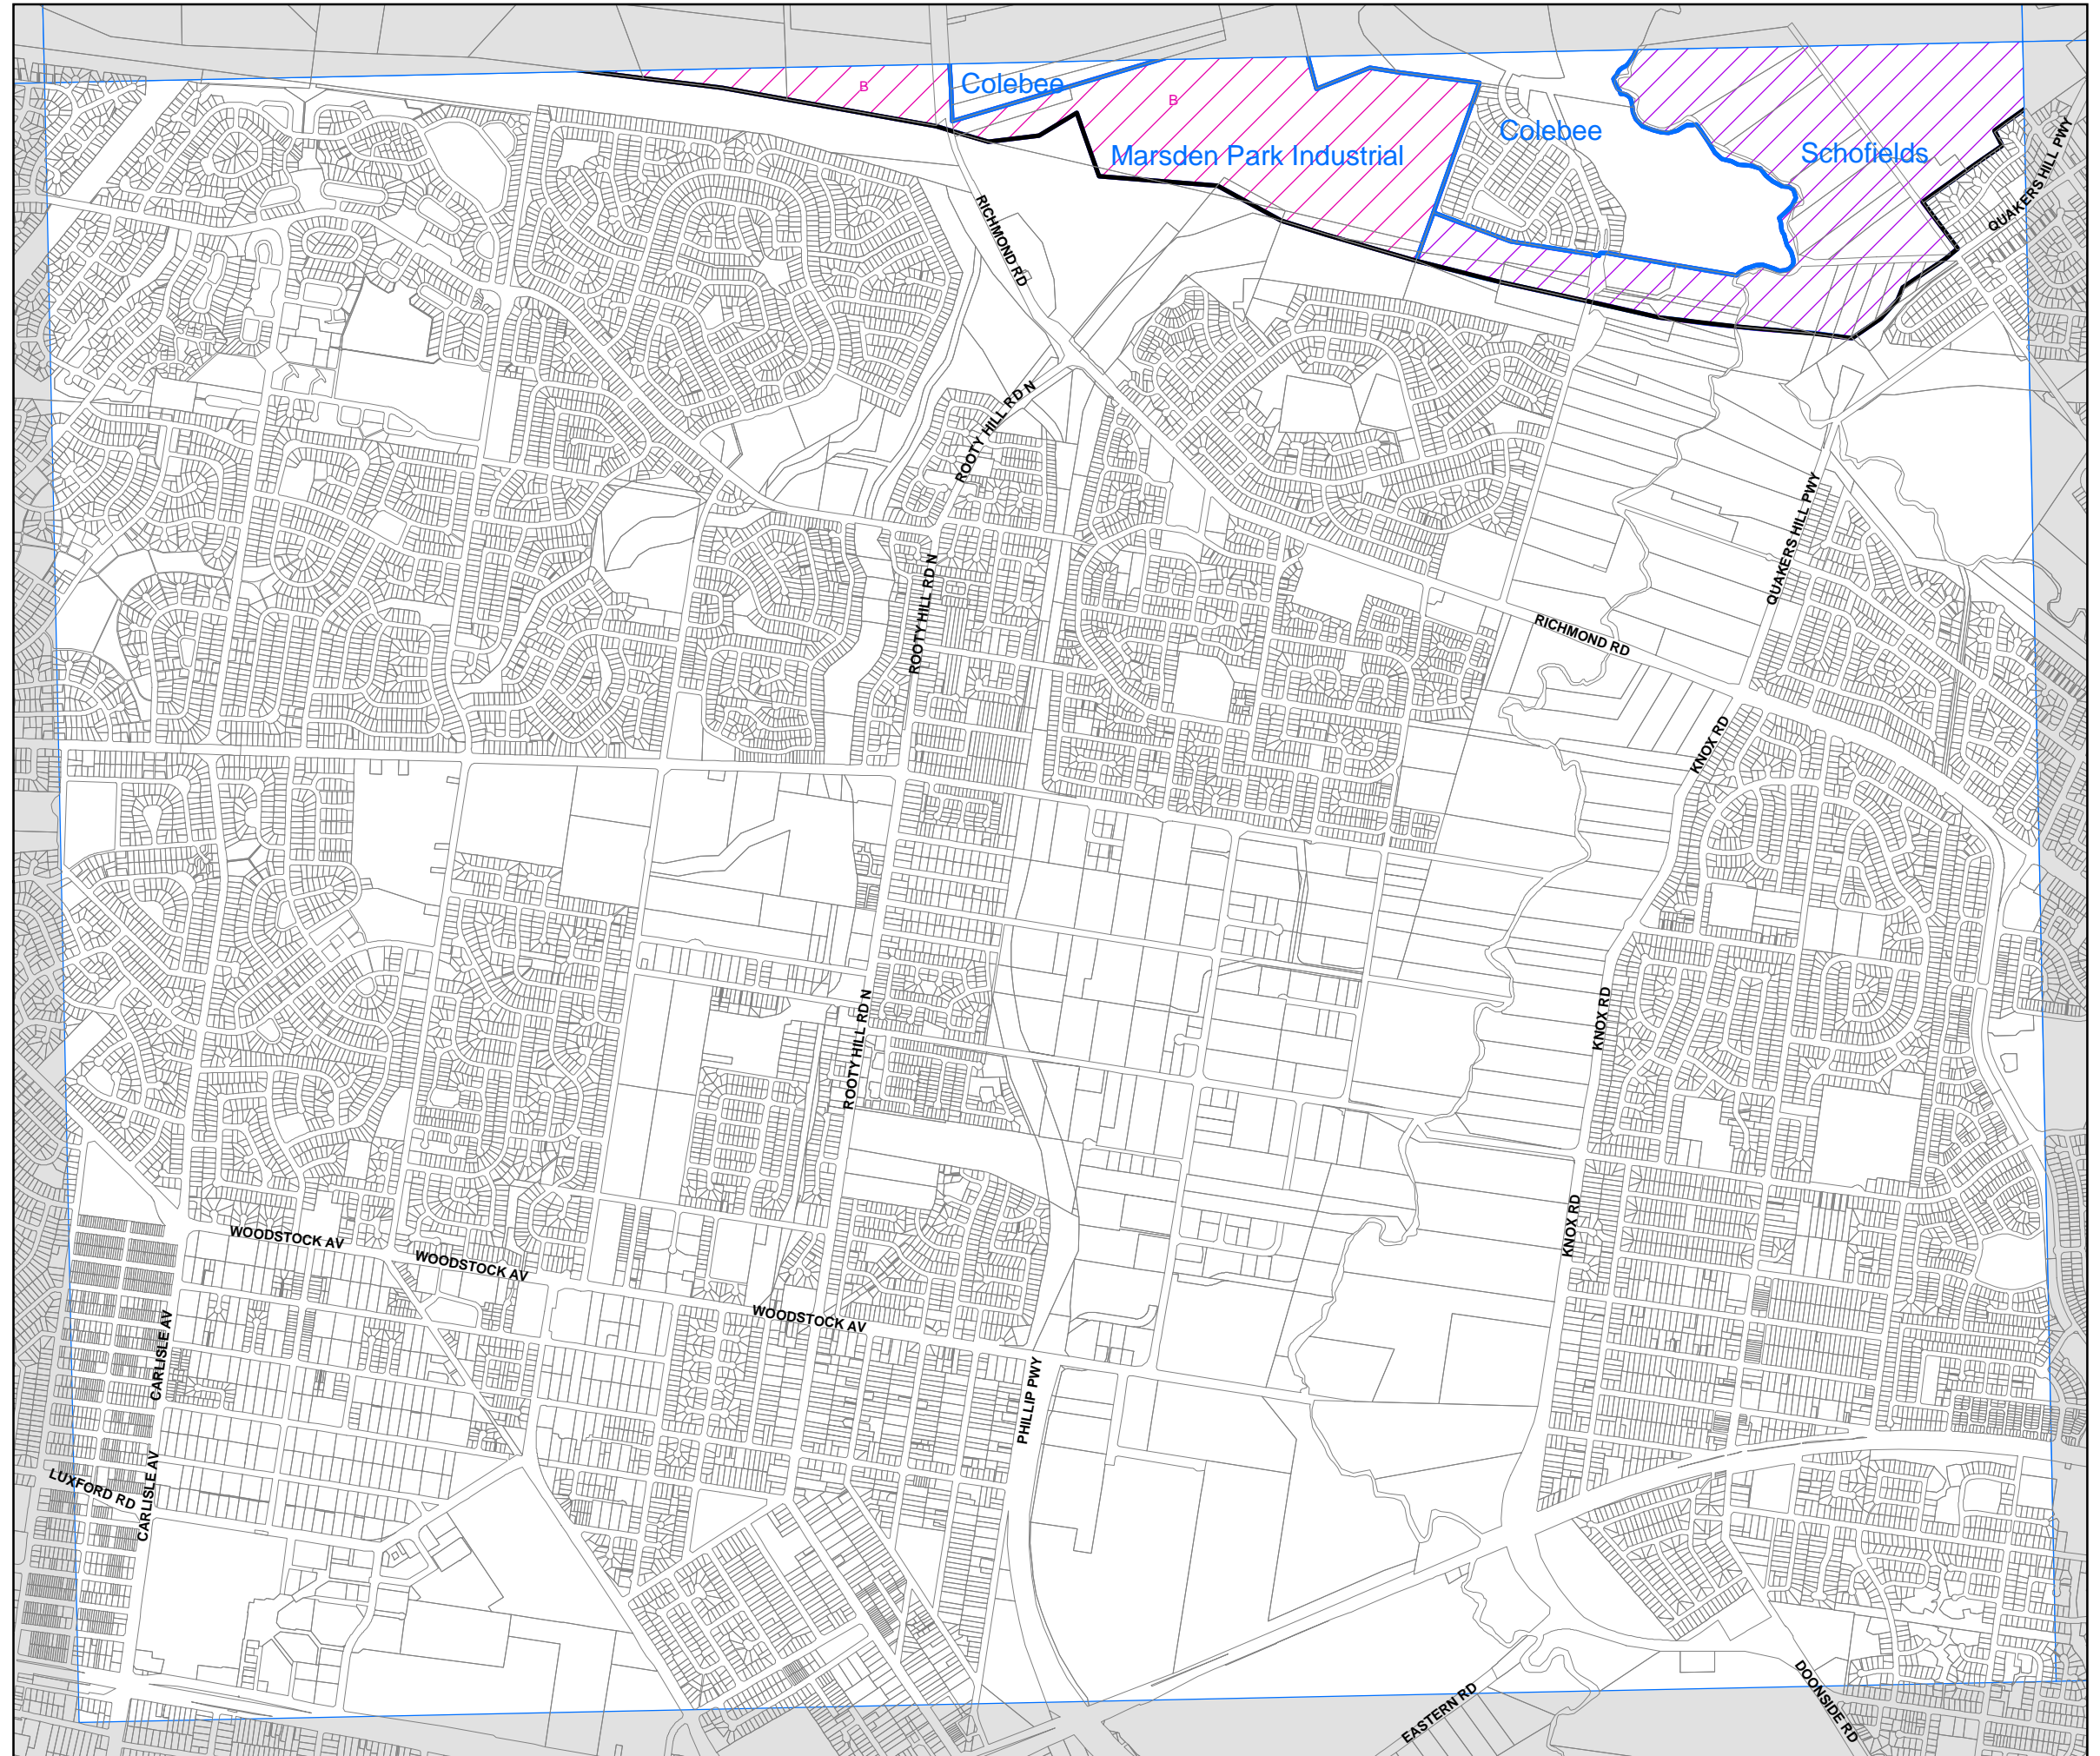 Colebee
B
B
Colebee
Marsden Park Industrial
Schofields
QUAKERS HILL PWY
RICHMOND RD
ROOTY HILL RD N
QUAKERS HILL PWY
ROOTY HILL RD N
RICHMOND RD
KNOX RD
ROOTY HILL RD N
KNOX RD
KNOX RD
WOODSTOCK AV
WOODSTOCK AV
WOODSTOCK AV
CARLISLE AV
PHILLIP PWY
LUXFORD RD
CARLISLE AV
EASTERN RD
DOONSIDE RD